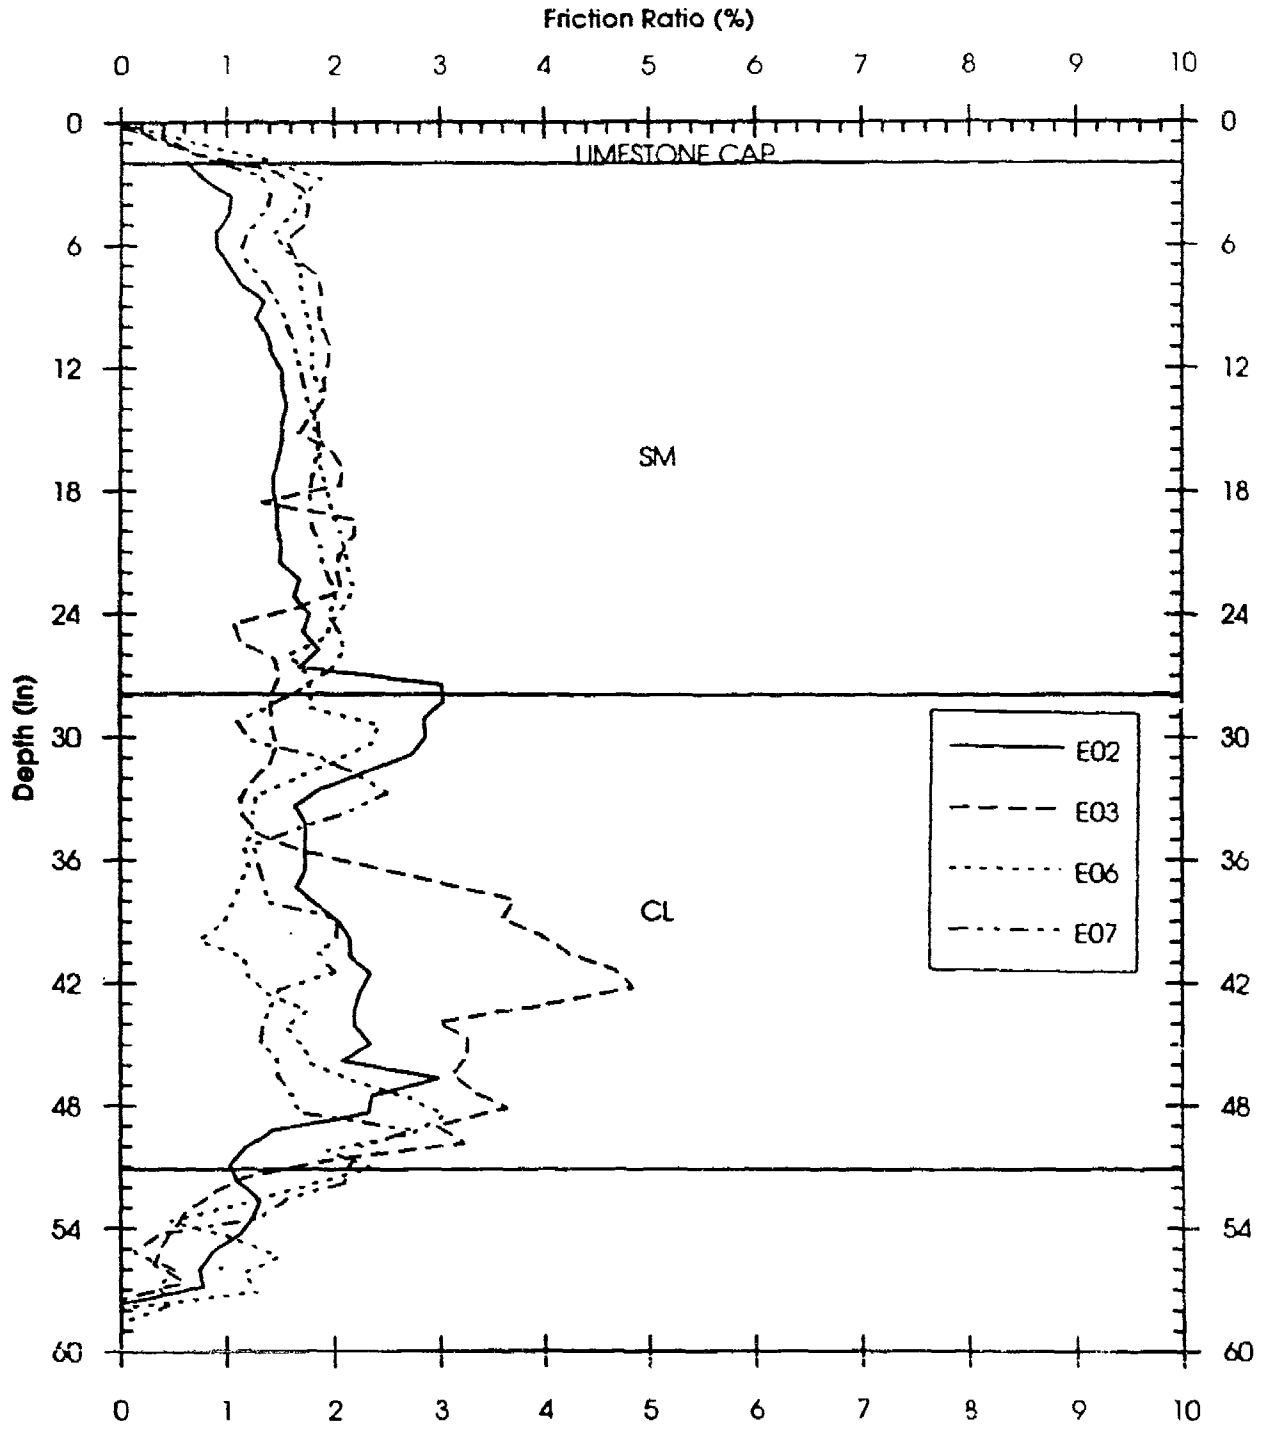 Friction Ratio (%)
0 1 2 3 4 5 6 7 8 9 10
0 0
LIMESTONE CAP
6 6
12 12
SM
18 18
24 24
Depth (in)
30 30
E02
E03
36 36
E06
CL
E07
42 42
48 48
54 54
60 60
0 1 2 3 4 5 6 7 8 9 10